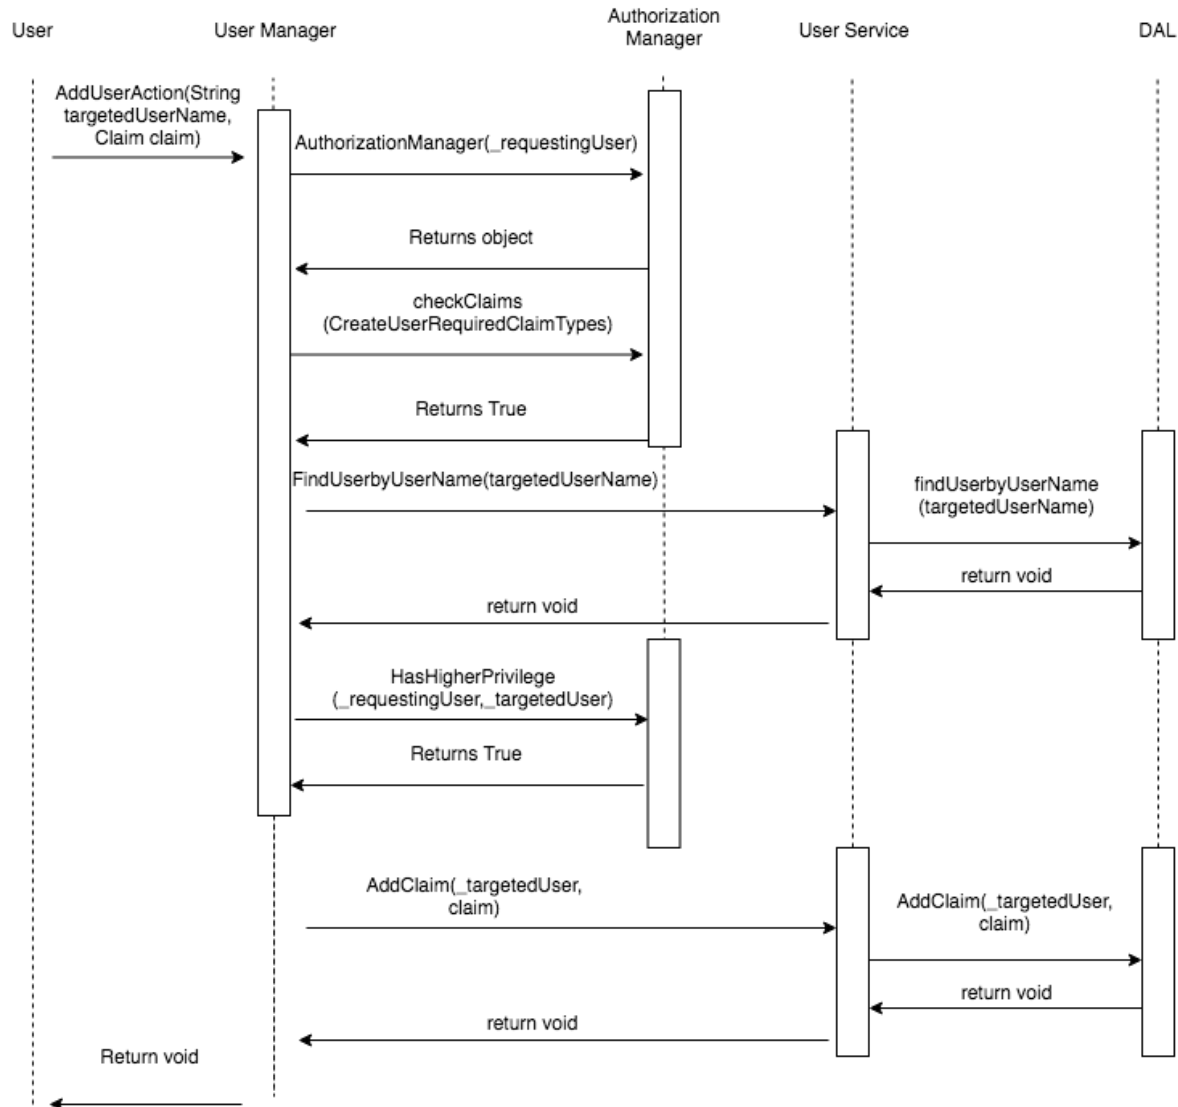 User
User Manager
Authorization
Manager
User Service
DAL
AddUserAction(String
targetedUserName,
Claim claim)
AuthorizationManager(_requestingUser)
Returns object
checkClaims
(CreateUserRequiredClaimTypes)
Returns True
FindUserbyUserName(targetedUserName)
findUserbyUserName
(targetedUserName)
return void
return void
HasHigherPrivilege
(_requestingUser,_targetedUser)
Returns True
AddClaim(_targetedUser,
claim)
AddClaim(_targetedUser,
claim)
return void
return void
Return void